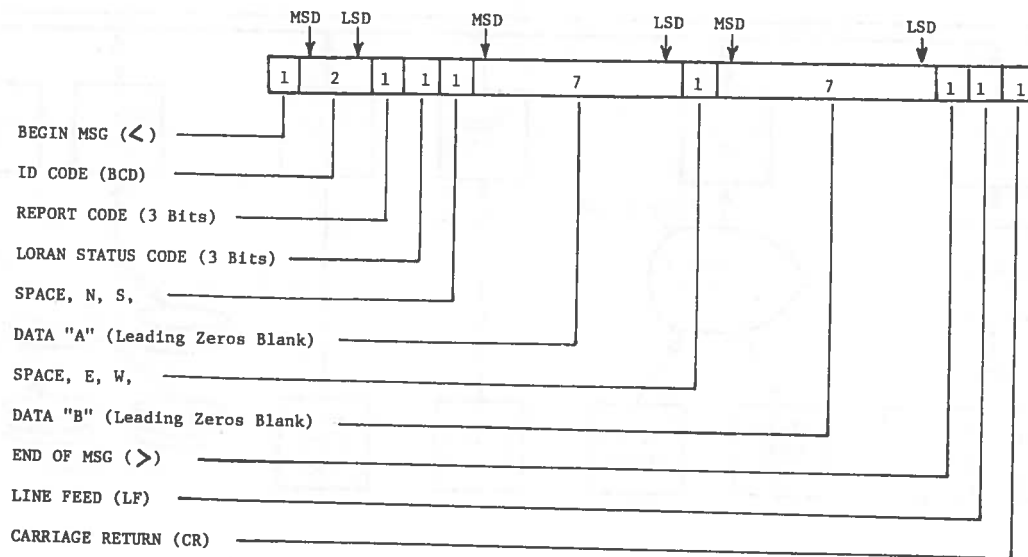 MSD LSD MSD LSD MSD LSD
1 2 1 1 1 7 1 7 1 1 1
BEGIN MSG (<)
ID CODE (BCD)
REPORT CODE (3 Bits)
LORAN STATUS CODE (3 Bits)
SPACE, N, S,
DATA "A" (Leading Zeros Blank)
SPACE, E, W,
DATA "B" (Leading Zeros Blank)
END OF MSG (>)
LINE FEED (LF)
CARRIAGE RETURN (CR)